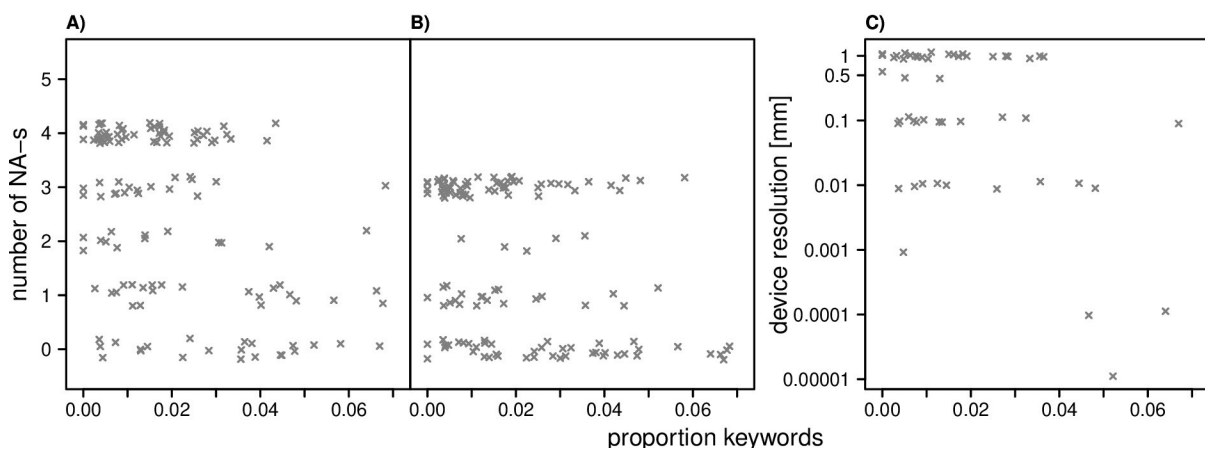 A)
B)
C)
number of NA-s
5
4
3
2
1
0
0.00 0.02 0.04 0.06
0.00 0.02 0.04 0.06
device resolution [mm]
1
0.5
0.1
0.01
0.001
0.0001
0.00001
0.00 0.02 0.04 0.06
proportion keywords